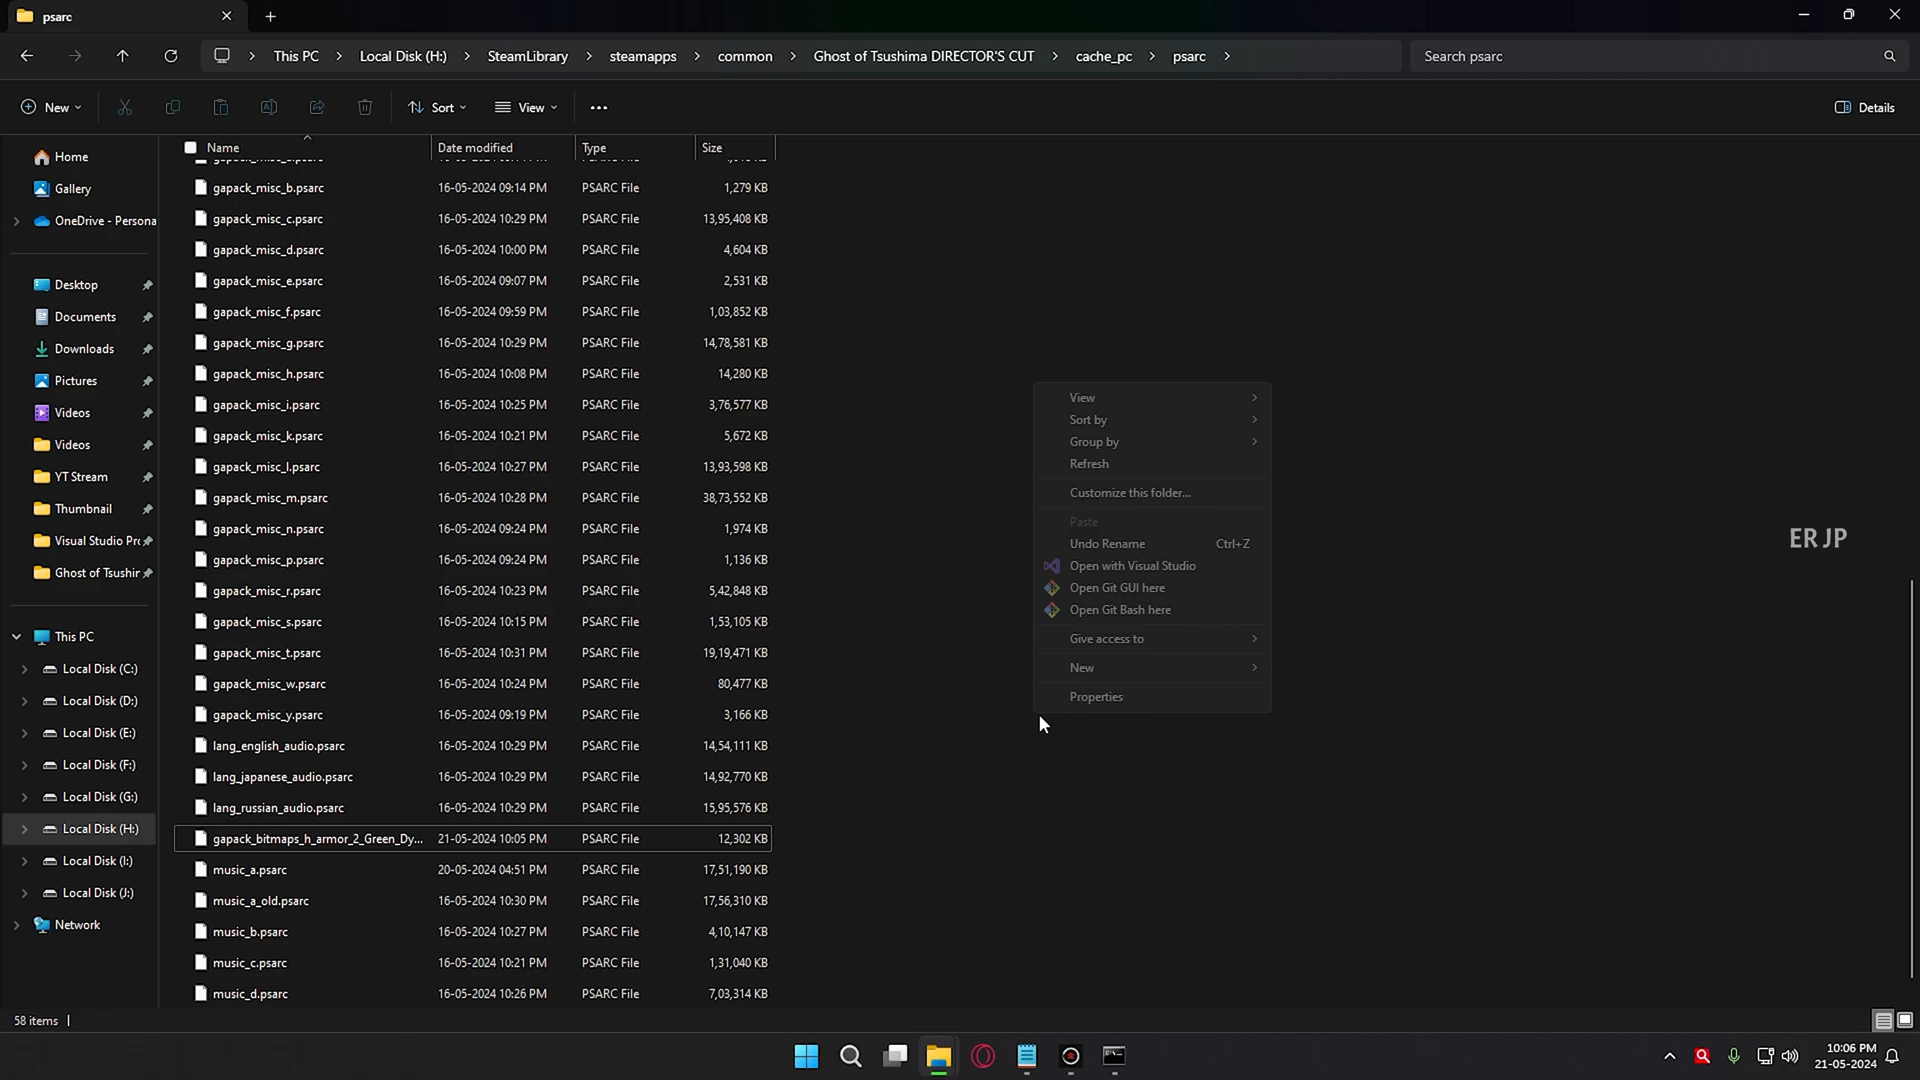 psarc
This PC > Local Disk (H:) > SteamLibrary > steamapps > common > Ghost of Tsushima DIRECTOR'S CUT > cache_pc > psarc >
Search psarc
New
Sort
View
Details
Home
Gallery
OneDrive - Persona
Desktop
Documents
Downloads
Pictures
Videos
Videos
YT Stream
Thumbnail
Visual Studio Pro
Ghost of Tsushir
This PC
Local Disk (C:)
Local Disk (D:)
Local Disk (E:)
Local Disk (F:)
Local Disk (G:)
Local Disk (H:)
Local Disk (I:)
Local Disk (J:)
Network
Name Date modified Type Size
gapack_misc_b.psarc 16-05-2024 09:14 PM PSARC File 1,279 KB
gapack_misc_c.psarc 16-05-2024 10:29 PM PSARC File 13,95,408 KB
gapack_misc_d.psarc 16-05-2024 10:00 PM PSARC File 4,604 KB
gapack_misc_e.psarc 16-05-2024 09:07 PM PSARC File 2,531 KB
gapack_misc_f.psarc 16-05-2024 09:59 PM PSARC File 1,03,852 KB
gapack_misc_g.psarc 16-05-2024 10:29 PM PSARC File 14,78,581 KB
gapack_misc_h.psarc 16-05-2024 10:08 PM PSARC File 14,280 KB
gapack_misc_i.psarc 16-05-2024 10:25 PM PSARC File 3,76,577 KB
gapack_misc_k.psarc 16-05-2024 10:21 PM PSARC File 5,672 KB
gapack_misc_l.psarc 16-05-2024 10:27 PM PSARC File 13,93,598 KB
gapack_misc_m.psarc 16-05-2024 10:28 PM PSARC File 38,73,552 KB
gapack_misc_n.psarc 16-05-2024 09:24 PM PSARC File 1,974 KB
gapack_misc_p.psarc 16-05-2024 09:24 PM PSARC File 1,136 KB
gapack_misc_r.psarc 16-05-2024 10:23 PM PSARC File 5,42,848 KB
gapack_misc_s.psarc 16-05-2024 10:15 PM PSARC File 1,53,105 KB
gapack_misc_t.psarc 16-05-2024 10:31 PM PSARC File 19,19,471 KB
gapack_misc_w.psarc 16-05-2024 10:24 PM PSARC File 80,477 KB
gapack_misc_y.psarc 16-05-2024 09:19 PM PSARC File 3,166 KB
lang_english_audio.psarc 16-05-2024 10:29 PM PSARC File 14,54,111 KB
lang_japanese_audio.psarc 16-05-2024 10:29 PM PSARC File 14,92,770 KB
lang_russian_audio.psarc 16-05-2024 10:29 PM PSARC File 15,95,576 KB
gapack_bitmaps_h_armor_2_Green_Dy... 21-05-2024 10:05 PM PSARC File 12,302 KB
music_a.psarc 20-05-2024 04:51 PM PSARC File 17,51,190 KB
music_a_old.psarc 16-05-2024 10:30 PM PSARC File 17,56,310 KB
music_b.psarc 16-05-2024 10:27 PM PSARC File 4,10,147 KB
music_c.psarc 16-05-2024 10:21 PM PSARC File 1,31,040 KB
music_d.psarc 16-05-2024 10:26 PM PSARC File 7,03,314 KB
View
Sort by
Group by
Refresh
Customize this folder...
Paste
Undo Rename Ctrl+Z
Open with Visual Studio
Open Git GUI here
Open Git Bash here
Give access to
New
Properties
ER JP
58 items
10:06 PM
21-05-2024